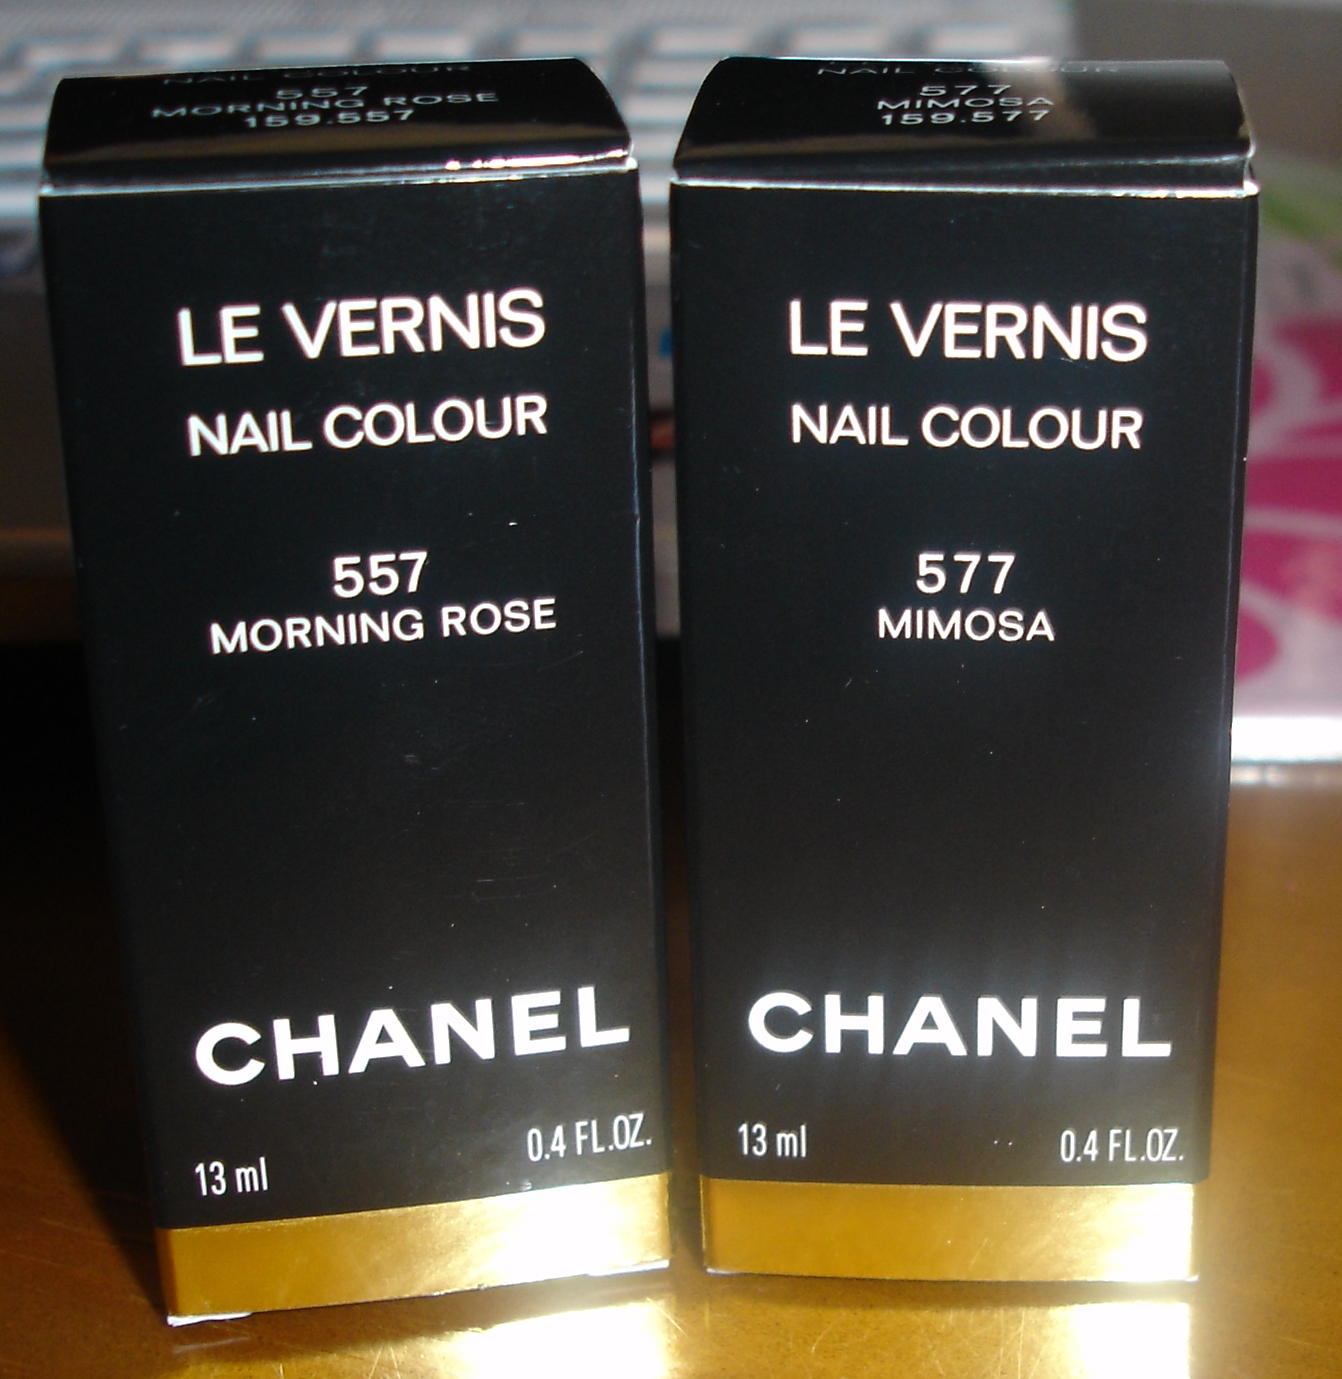 NAIL COLOUR
557
MORNING ROSE
159.557
LE VERNIS
NAIL COLOUR
557
MORNING ROSE
CHANEL
13 ml
0.4 FL.OZ.
NAIL COLOUR
577
MIMOSA
159.577
LE VERNIS
NAIL COLOUR
577
MIMOSA
CHANEL
13 ml
0.4 FL.OZ.